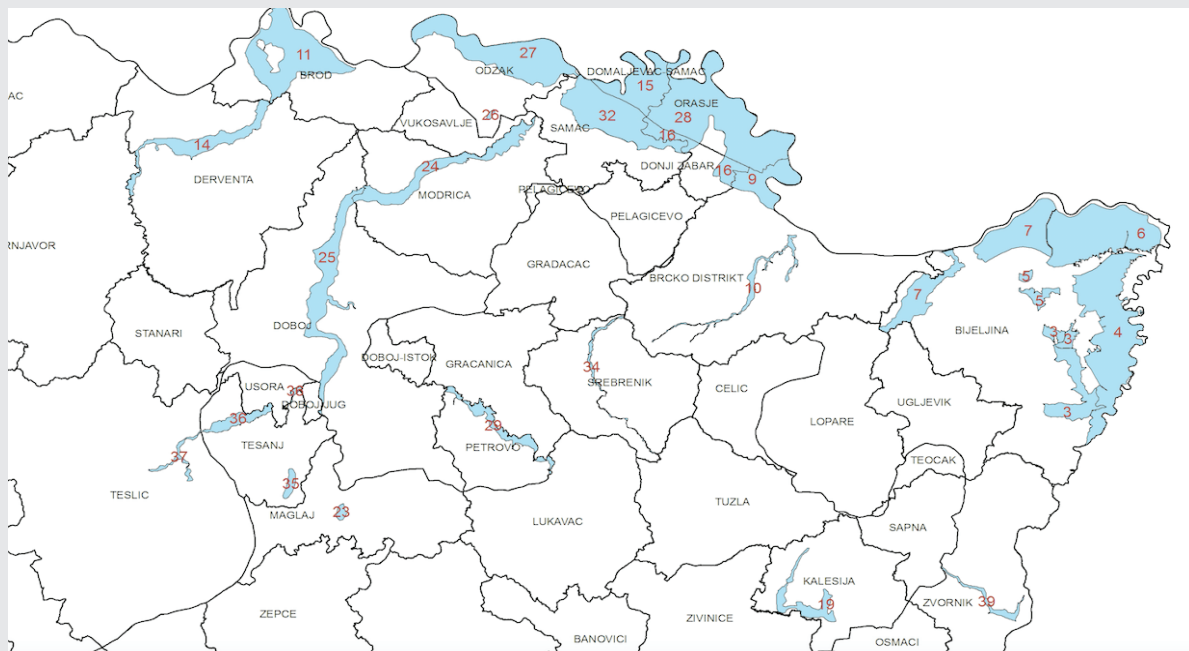 27
11
ODZAK
DOMALJEVAC-SAMAC
BROD
15
AC
ORASJE
26
32
28
VUKOSAVLJE
SAMAC
16
14
24
DONJI ZABAR
16
9
DERVENTA
MODRICA
PELAGICEVO
PELAGICEVO
7
6
RNJAVOR
25
GRADACAC
BRCKO DISTRIKT
5
10
7
5
STANARI
DOBOJ
BIJELJINA
3
3
4
DOBOJ-ISTOK
GRACANICA
34
SREBRENIK
USORA
38
CELIC
DOBOJ-JUG
UGLJEVIK
3
36
29
LOPARE
TESANJ
PETROVO
37
TEOCAK
35
TESLIC
TUZLA
MAGLAJ
23
LUKAVAC
SAPNA
KALESIJA
ZEPCE
19
ZVORNIK
39
ZIVINICE
BANOVICI
OSMACI